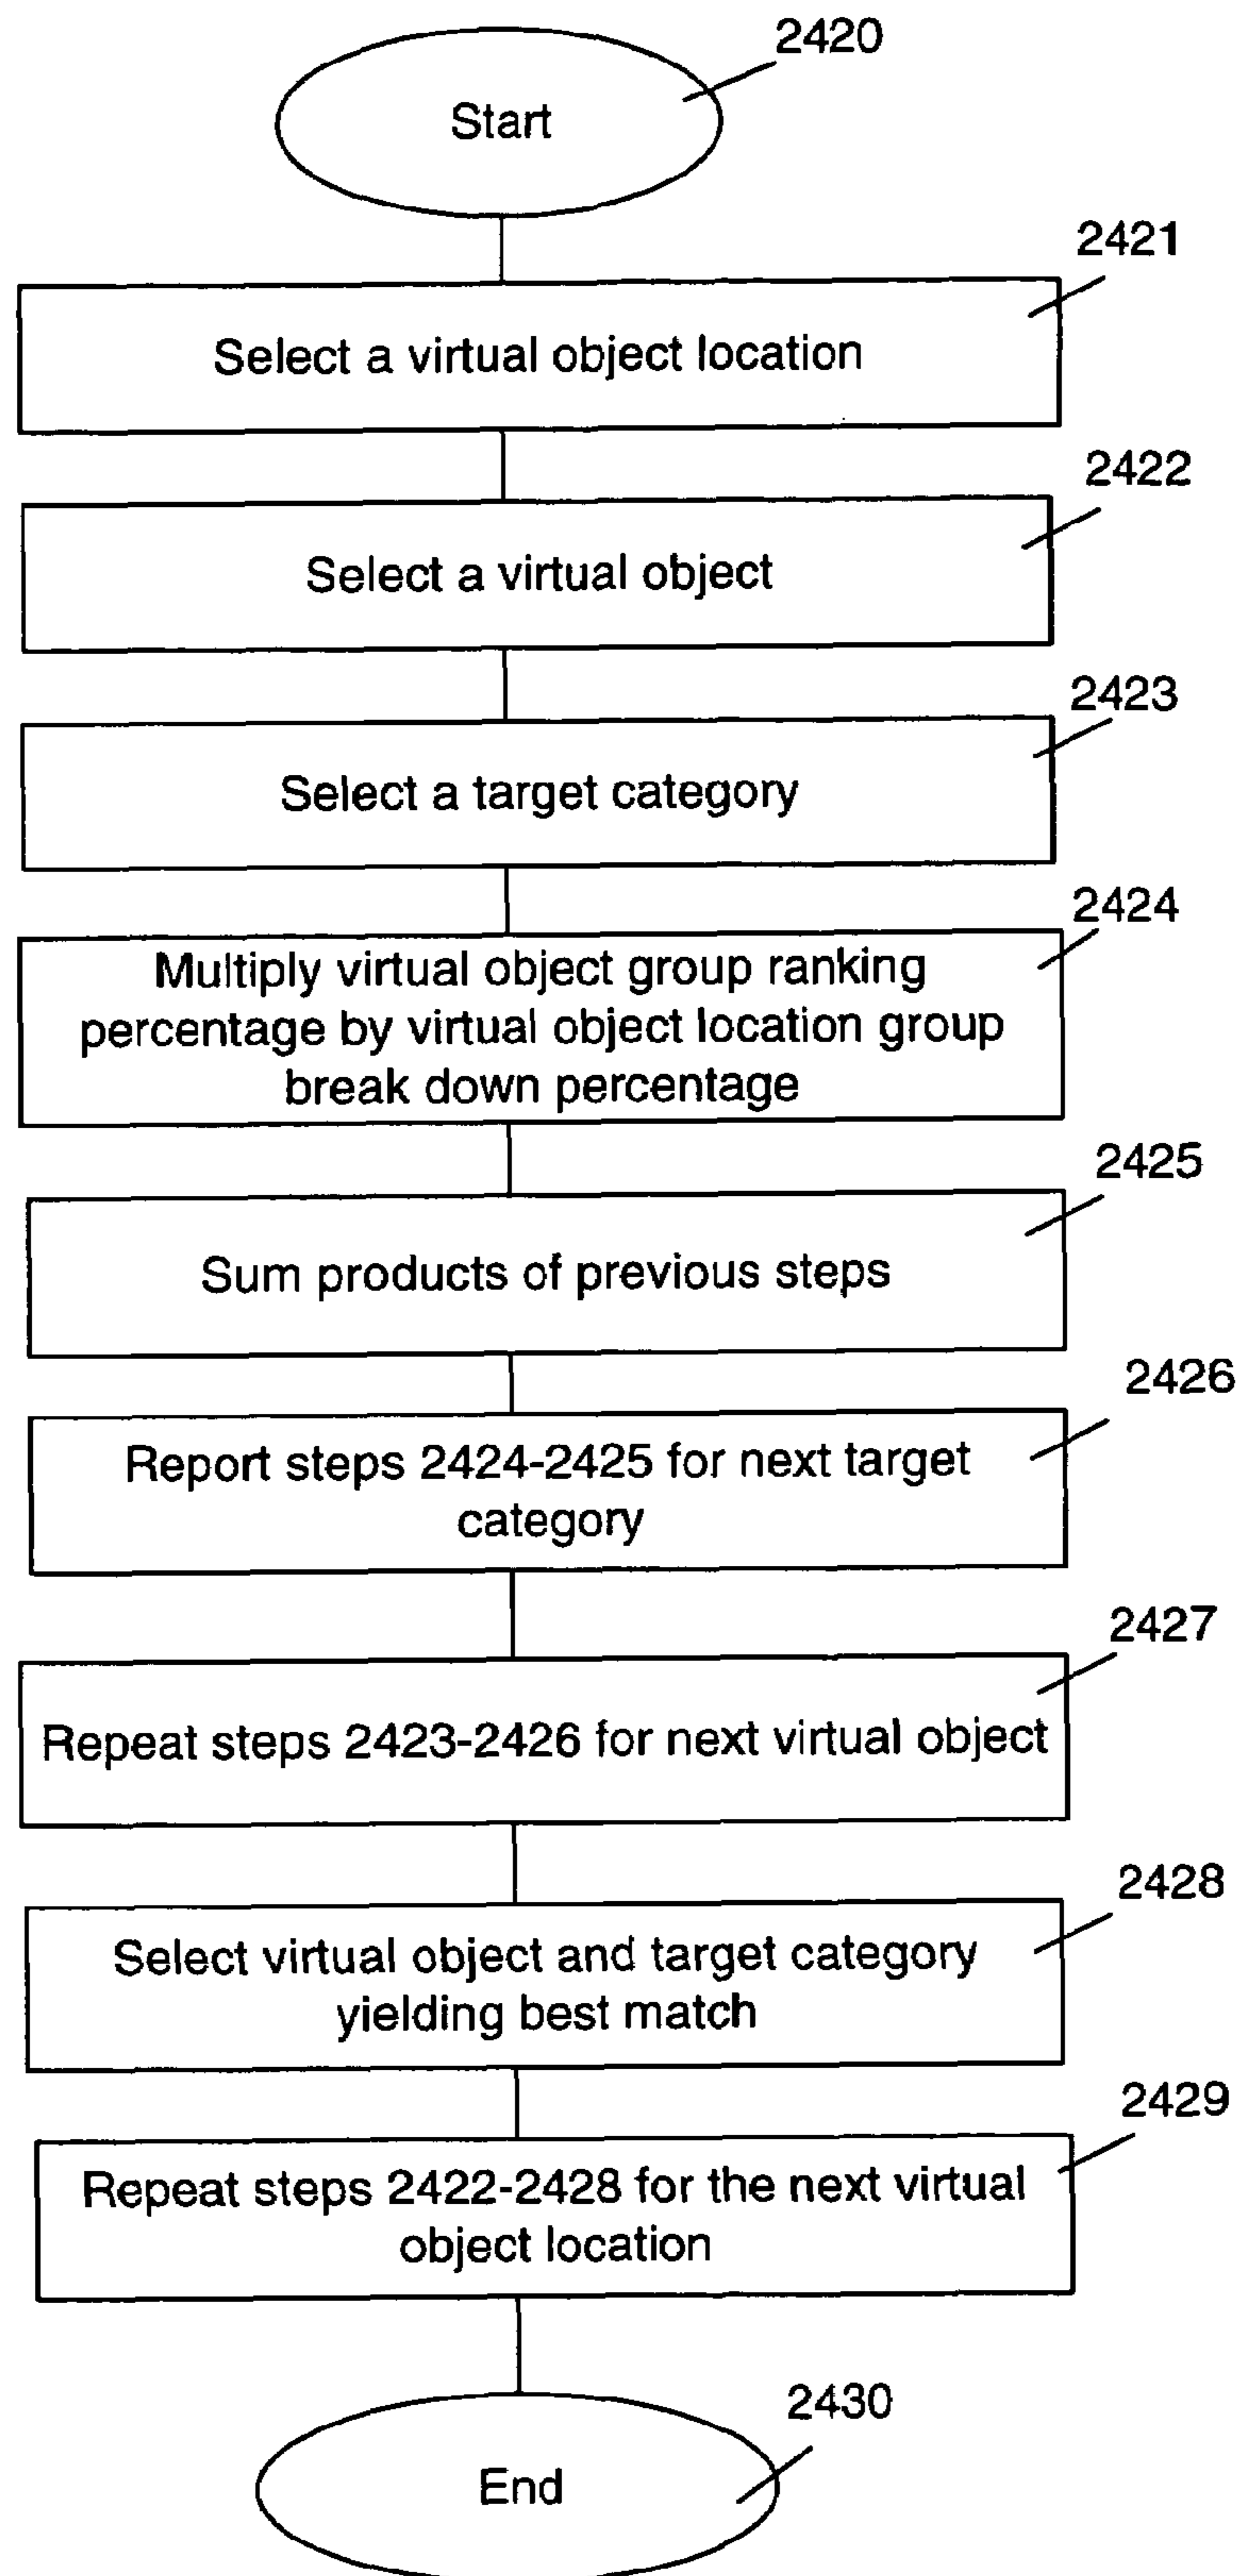 2420
Start
2421
Select a virtual object location
2422
Select a virtual object
2423
Select a target category
2424
Multiply virtual object group ranking
percentage by virtual object location group
break down percentage
2425
Sum products of previous steps
2426
Report steps 2424-2425 for next target
category
2427
Repeat steps 2423-2426 for next virtual object
2428
Select virtual object and target category
yielding best match
2429
Repeat steps 2422-2428 for the next virtual
object location
2430
End